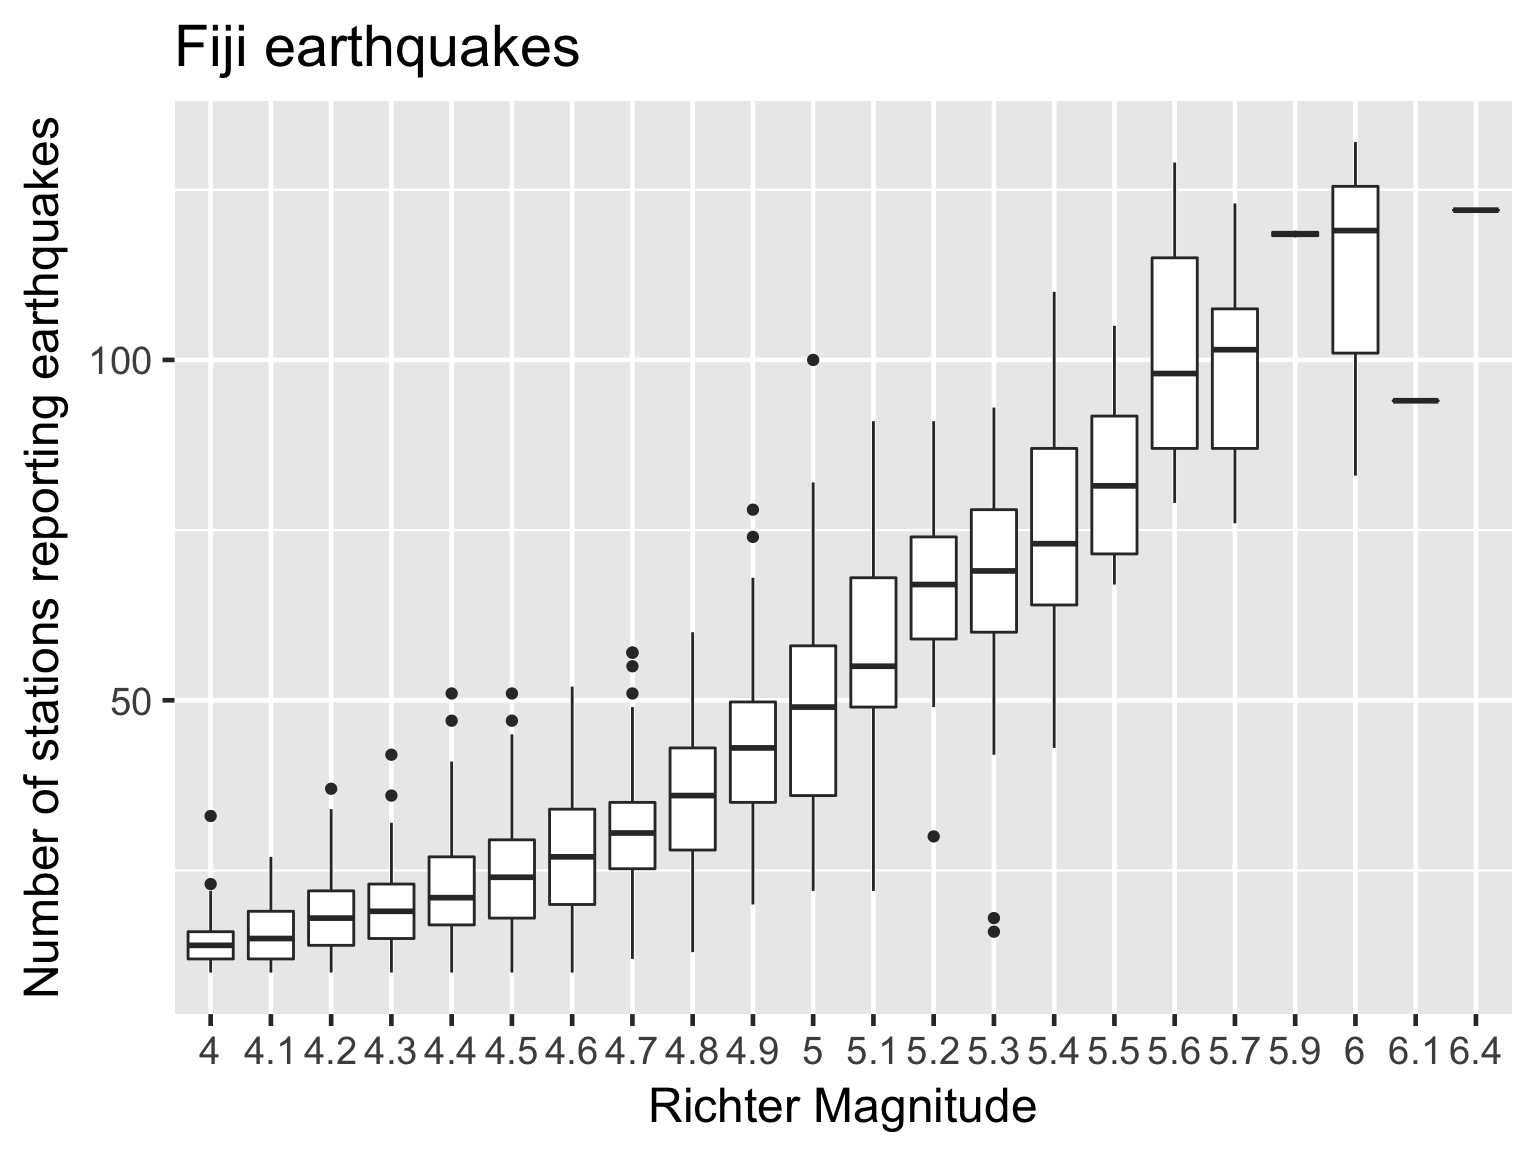 Fiji earthquakes
Number of stations reporting earthquakes
100
50
4 4.1 4.2 4.3 4.4 4.5 4.6 4.7 4.8 4.9 5 5.1 5.2 5.3 5.4 5.5 5.6 5.7 5.9 6 6.1 6.4
Richter Magnitude